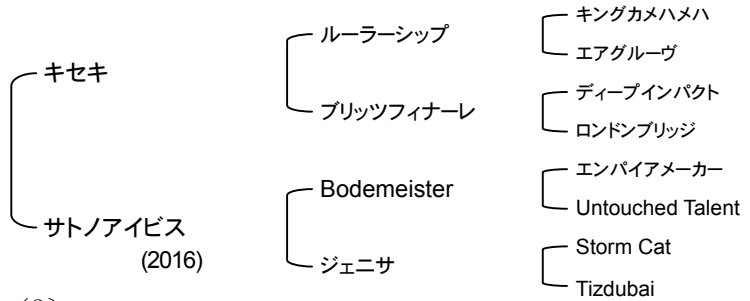 キングカメハメハ
ルーラーシップ
エアグルーヴ
キセキ
ディープインパクト
ブリッツフィナーレ
ロンドンブリッジ
エンパイアメーカー
Bodemeister
Untouched Talent
サトノアイビス
(2016)
Storm Cat
ジェニサ
Tizdubai